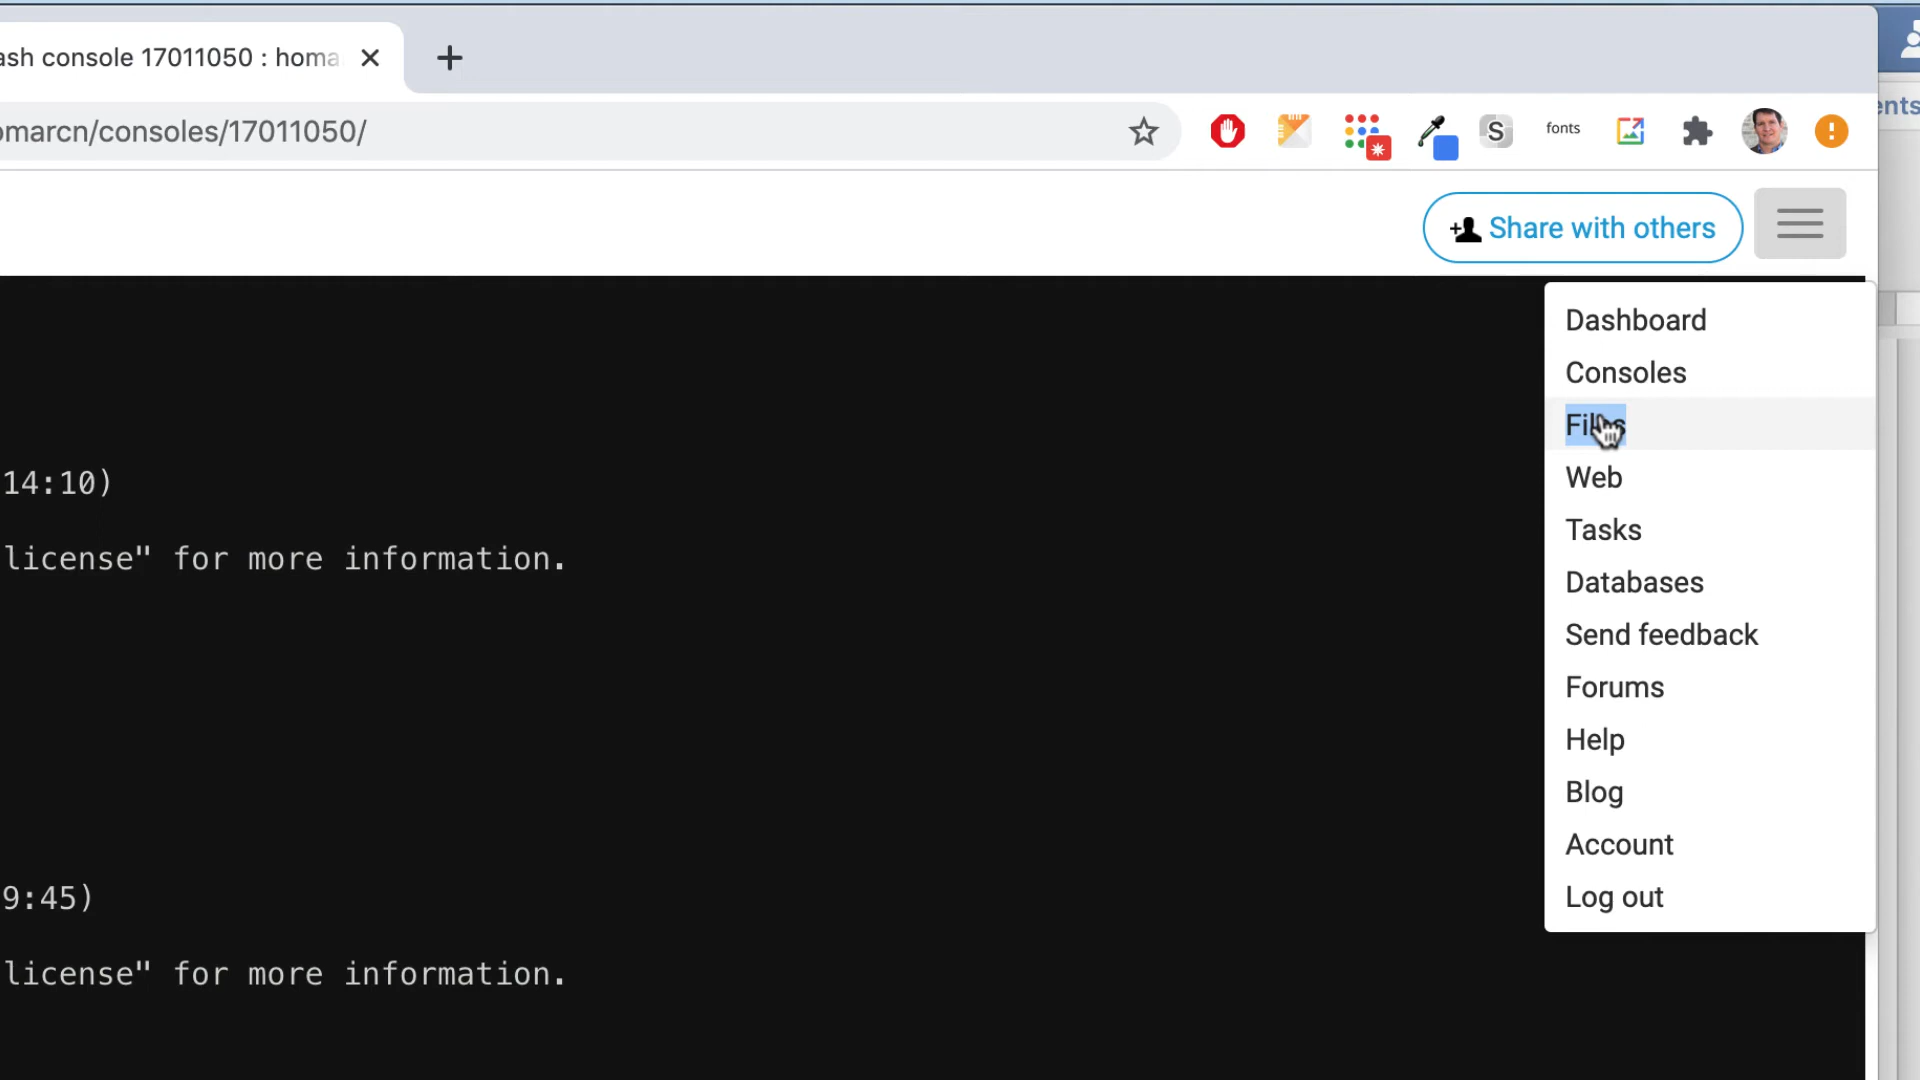 ash console 17011050 : homa
omarcn/consoles/17011050/
S
fonts
ents
Share with others
Dashboard
Consoles
Files
Web
Tasks
Databases
Send feedback
Forums
Help
Blog
Account
Log out
14:10)
license" for more information.
9:45)
license" for more information.